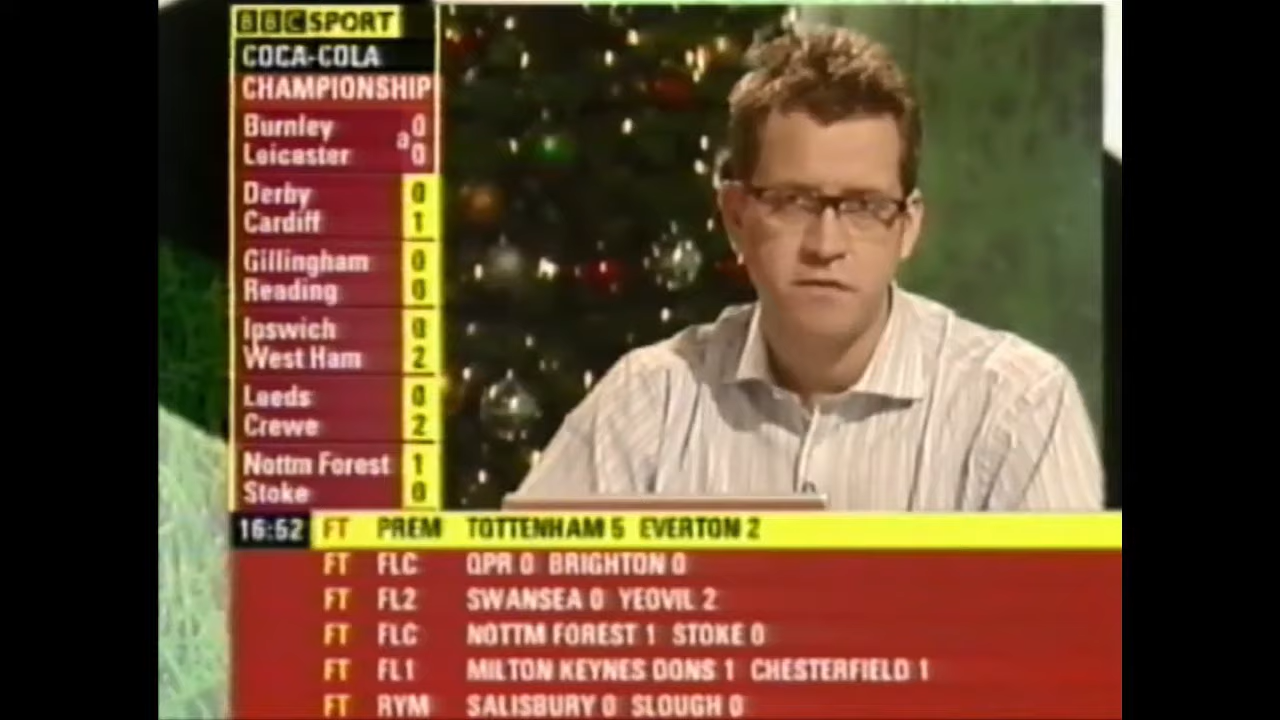 BBC SPORT
COCA-COLA
CHAMPIONSHIP
Burnley 0
a
Leicester 0
Derby 0
Cardiff 1
Gillingham 0
Reading 0
Ipswich 0
West Ham 2
Leeds 0
Crewe 2
Nottm Forest 1
Stoke 0
16:52 FT PREM TOTTENHAM 5 EVERTON 2
FT FLC QPR 0 BRIGHTON 0
FT FL2 SWANSEA 0 YEOVIL 2
FT FLC NOTTM FOREST 1 STOKE 0
FT FL1 MILTON KEYNES DONS 1 CHESTERFIELD 1
FT RYM SALISBURY 0 SLOUGH 0